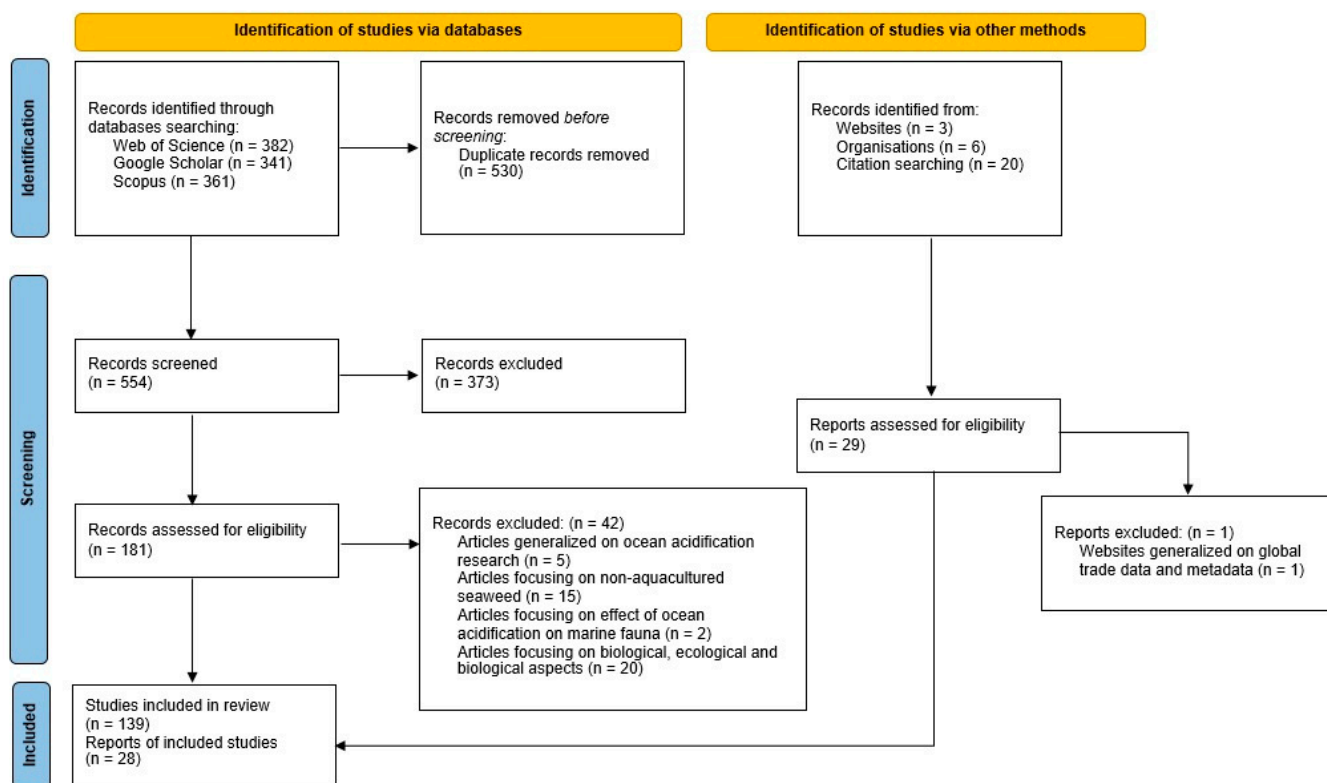 Identification of studies via databases
Identification of studies via other methods
Identification
Records identified through
databases searching:
Web of Science (n = 382)
Google Scholar (n = 341)
Scopus (n = 361)
Records removed before
screening:
Duplicate records removed
(n = 530)
Records identified from:
Websites (n = 3)
Organisations (n = 6)
Citation searching (n = 20)
Screening
Records screened
(n = 554)
Records excluded
(n = 373)
Reports assessed for eligibility
(n = 29)
Records assessed for eligibility
(n = 181)
Records excluded: (n = 42)
Articles generalized on ocean acidification
research (n = 5)
Articles focusing on non-aquacultured
seaweed (n = 15)
Articles focusing on effect of ocean
acidification on marine fauna (n = 2)
Articles focusing on biological, ecological and
biological aspects (n = 20)
Reports excluded: (n = 1)
Websites generalized on global
trade data and metadata (n = 1)
Included
Studies included in review
(n = 139)
Reports of included studies
(n = 28)